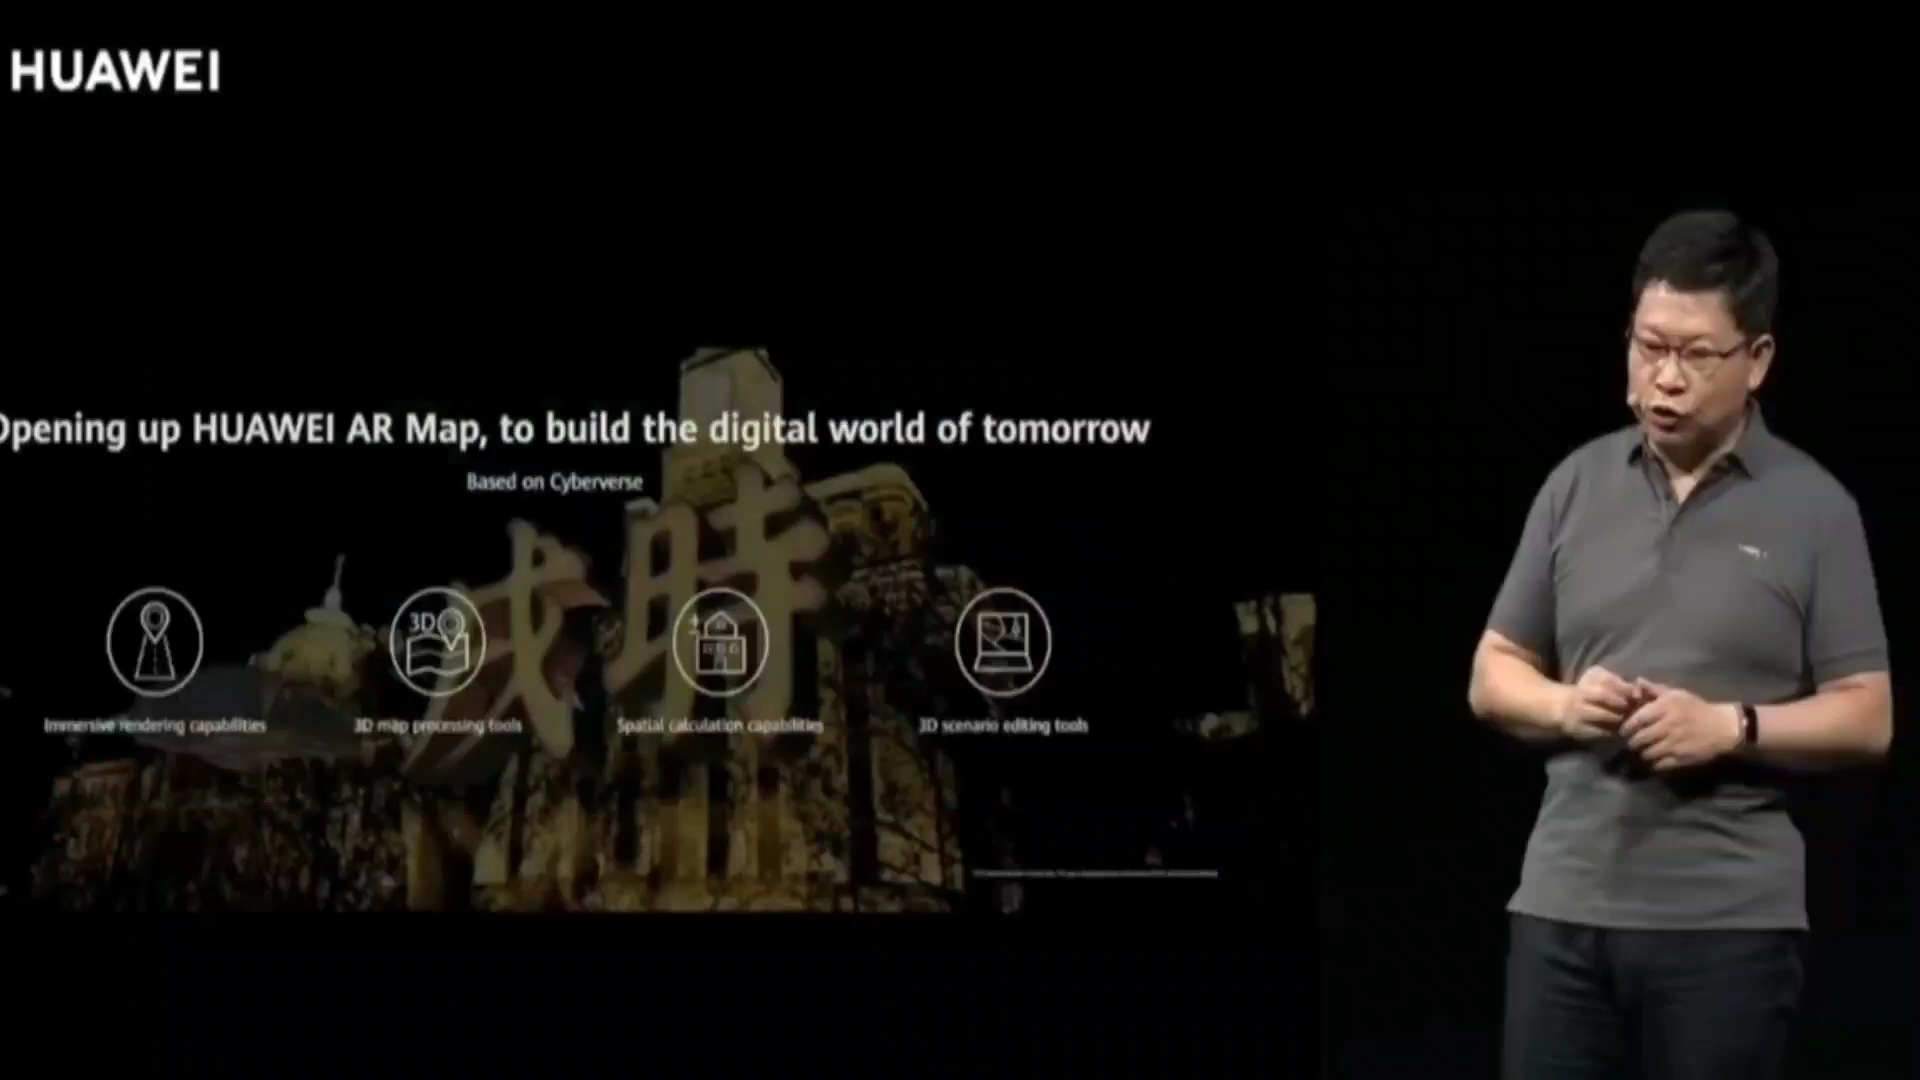 HUAWEI
Opening up HUAWEI AR Map, to build the digital world of tomorrow
Based on Cyberverse
3D
Immersive rendering capabilities
3D map processing tools
Spatial calculation capabilities
3D scenario editing tools
時